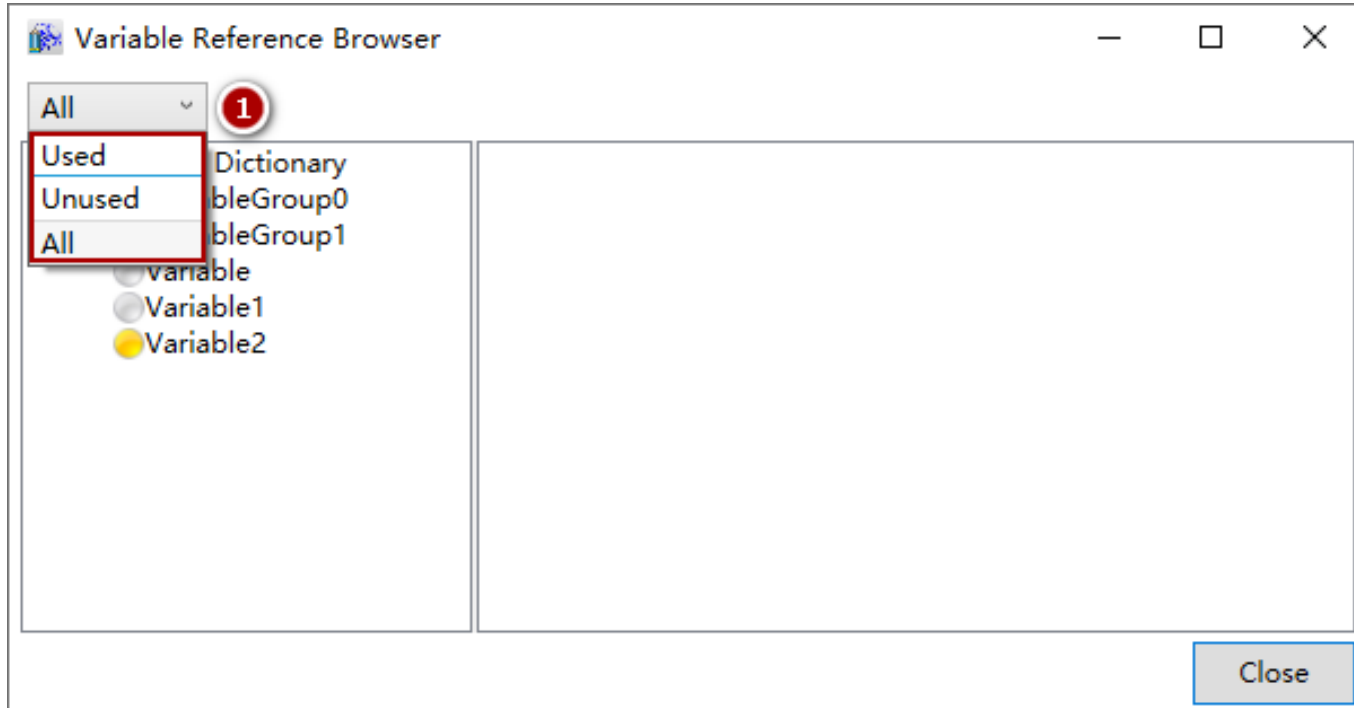 Variable Reference Browser
All
1
Used
Unused
All
Dictionary
bleGroup0
bleGroup1
Variable
Variable1
Variable2
Close